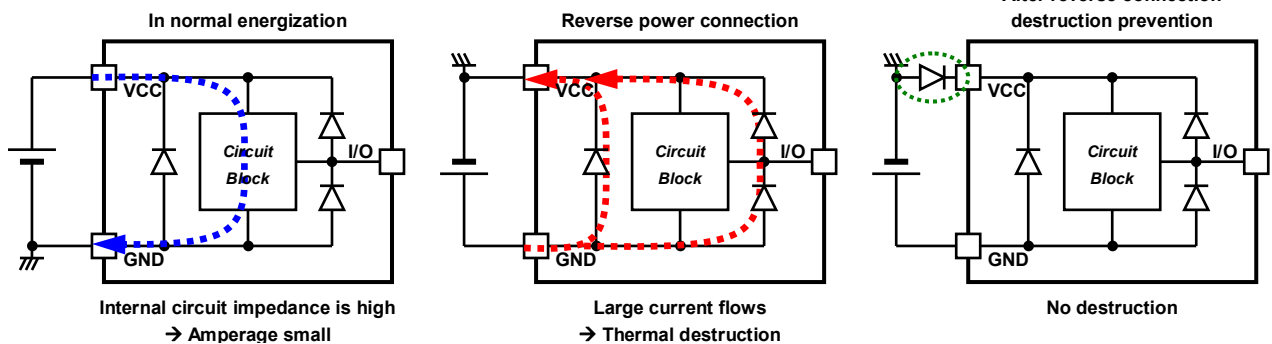 In normal energization
VCC
Circuit
Block
I/O
GND
Internal circuit impedance is high
→ Amperage small
Reverse power connection
VCC
Circuit
Block
I/O
GND
Large current flows
→ Thermal destruction
destruction prevention
VCC
Circuit
Block
I/O
GND
No destruction